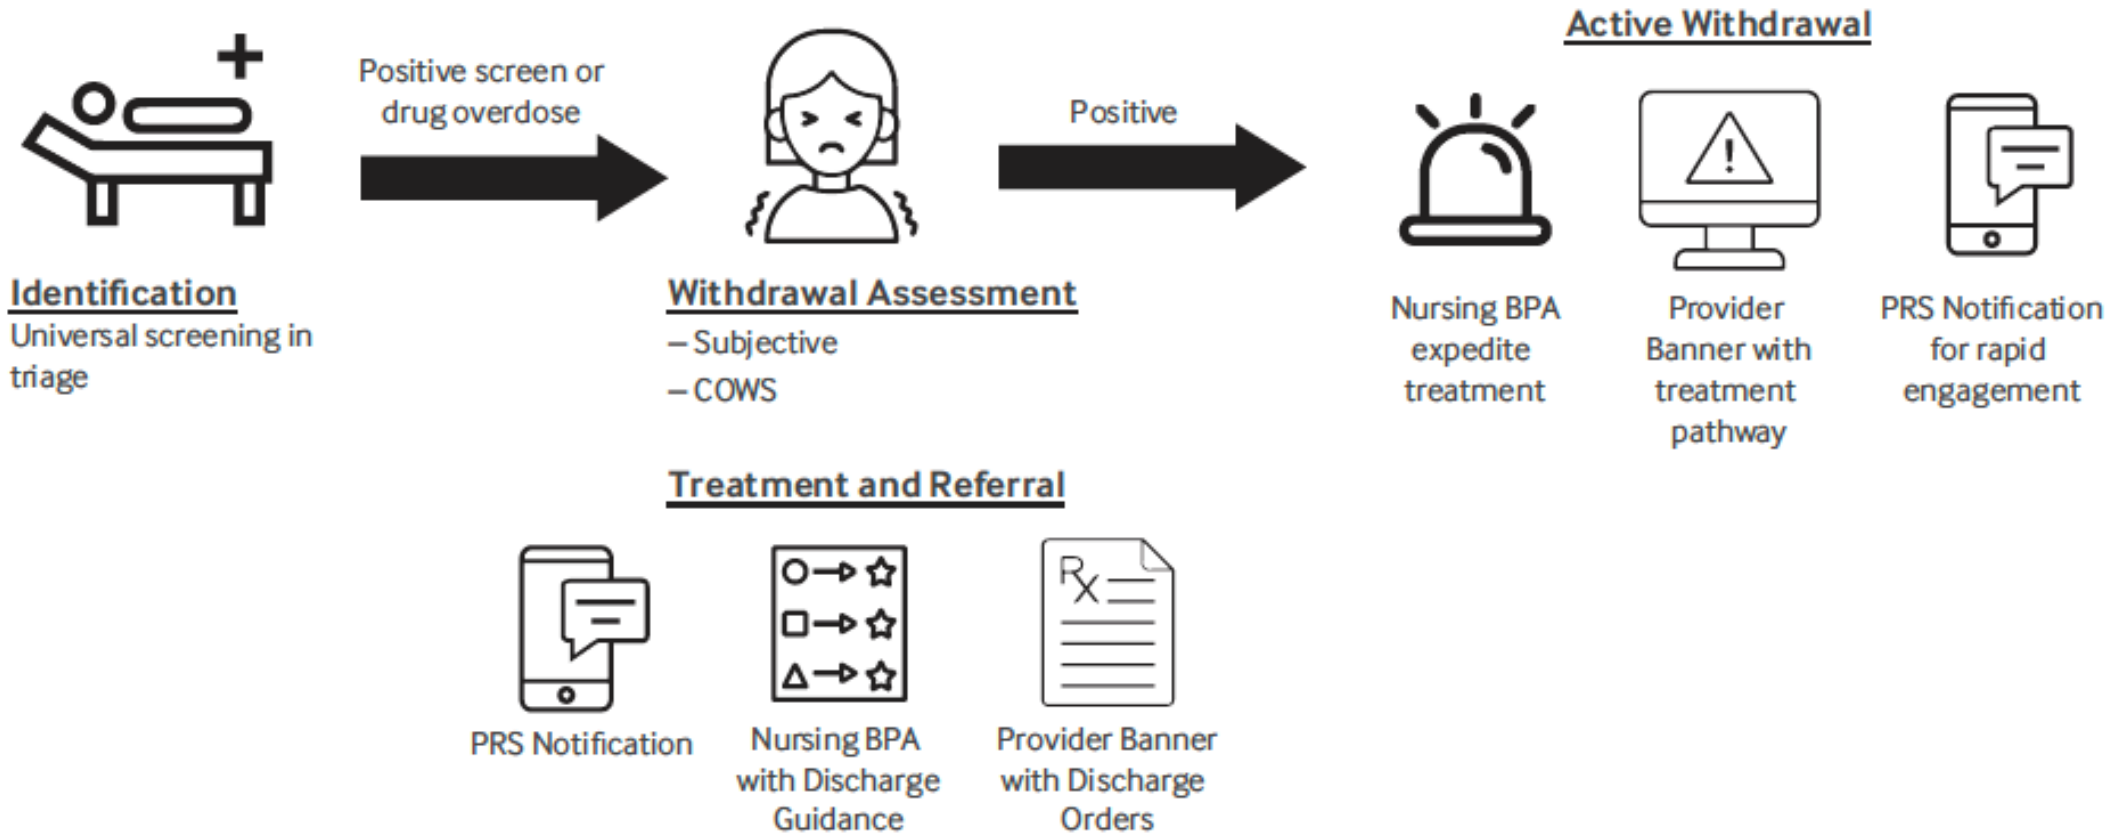 Identification
Universal screening in
triage
Positive screen or
drug overdose
Withdrawal Assessment
– Subjective
– COWS
Positive
Active Withdrawal
Nursing BPA
expedite
treatment
Provider
Banner with
treatment
pathway
PRS Notification
for rapid
engagement
Treatment and Referral
PRS Notification
Nursing BPA
with Discharge
Guidance
Rx
Provider Banner
with Discharge
Orders